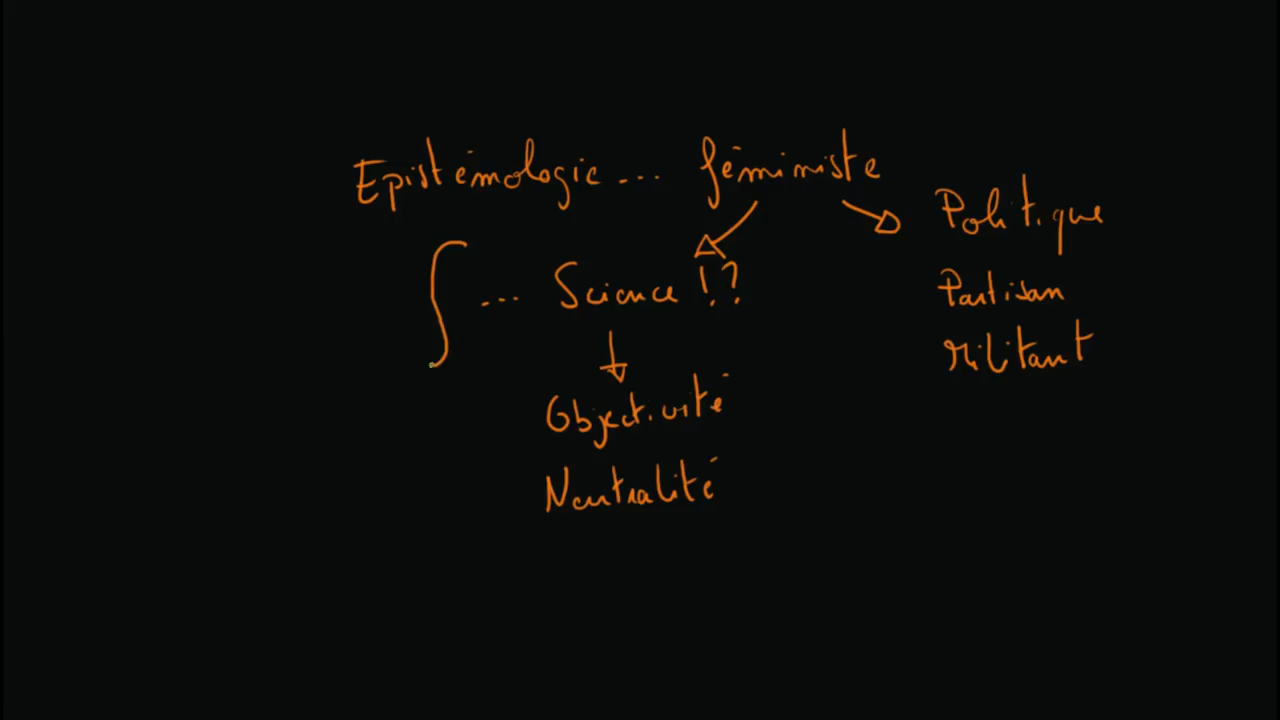 Epistémologie... féministe
Politique
Partisan
Militant
∫ ... Science !?
Objectivité
Neutralité